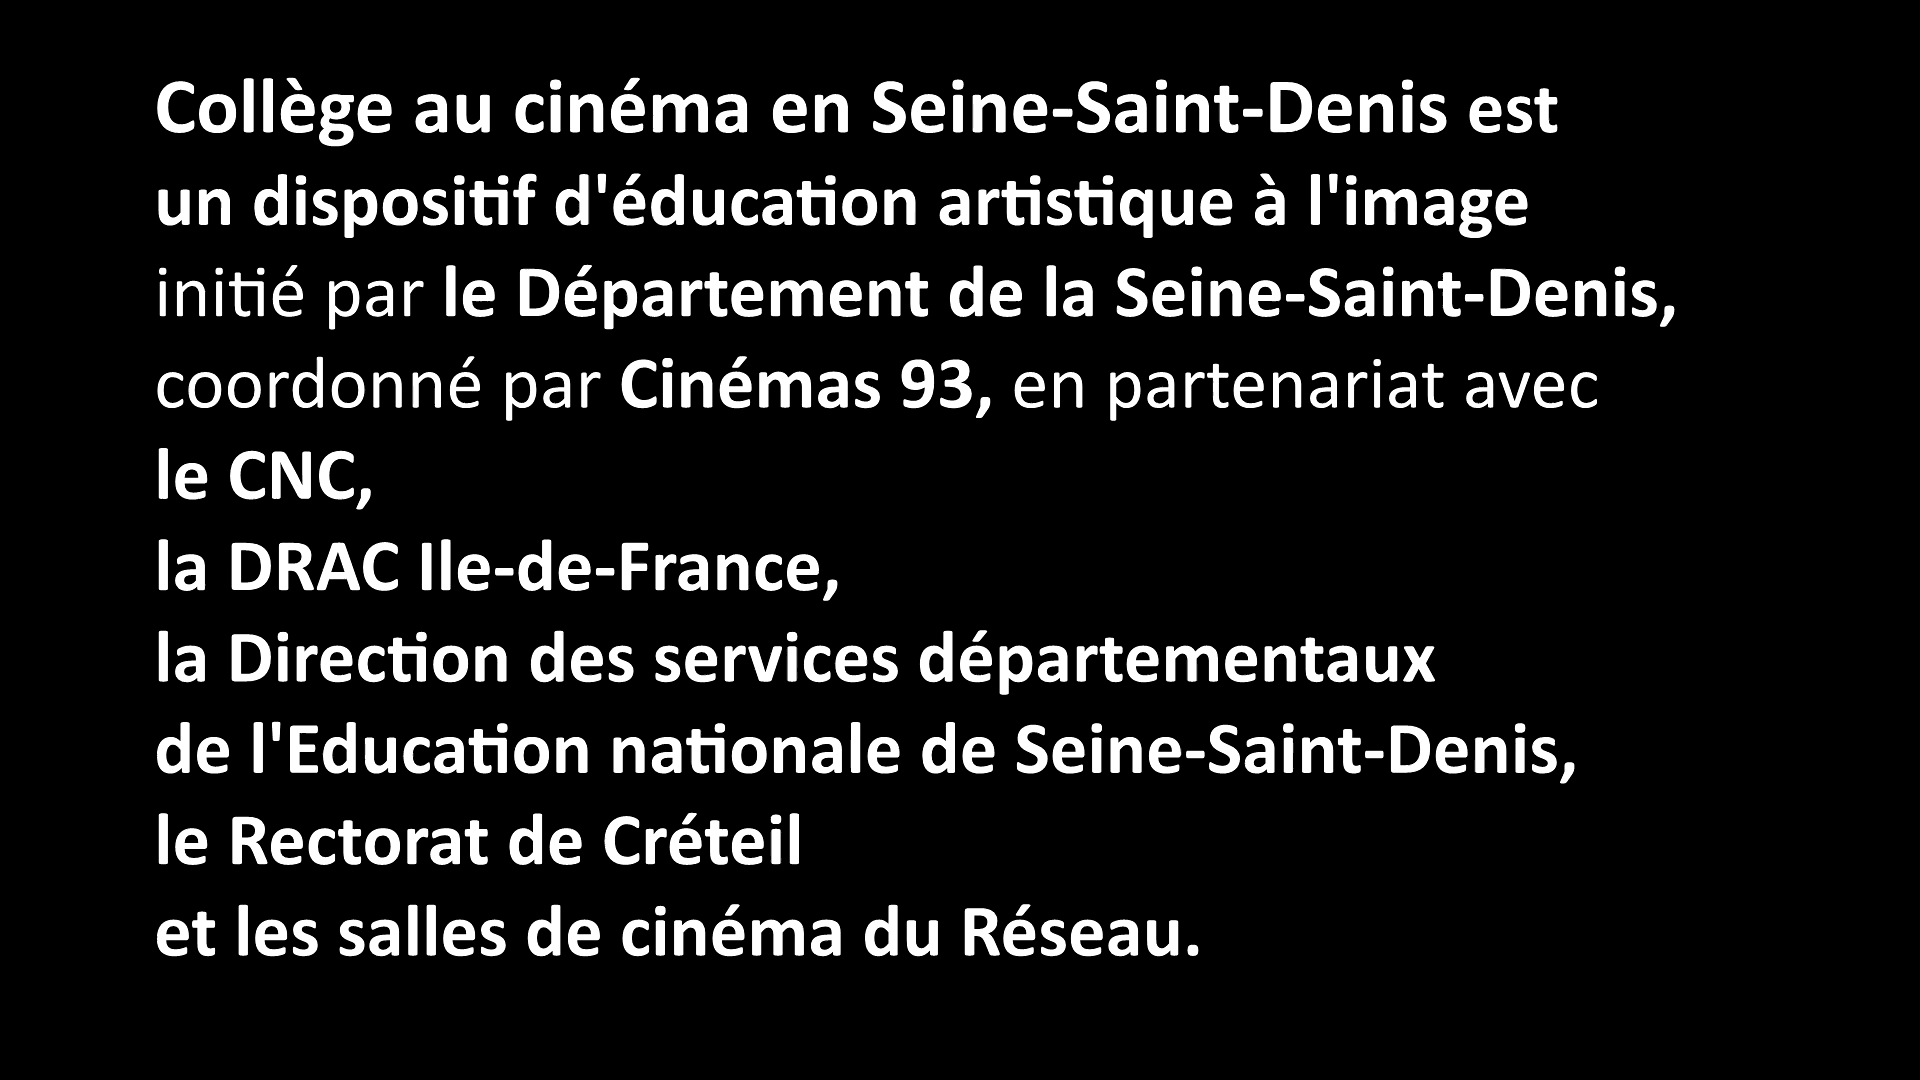 Collège au cinéma en Seine-Saint-Denis est
un dispositif d'éducation artistique à l'image
initié par le Département de la Seine-Saint-Denis,
coordonné par Cinémas 93, en partenariat avec
le CNC,
la DRAC Ile-de-France,
la Direction des services départementaux
de l'Education nationale de Seine-Saint-Denis,
le Rectorat de Créteil
et les salles de cinéma du Réseau.